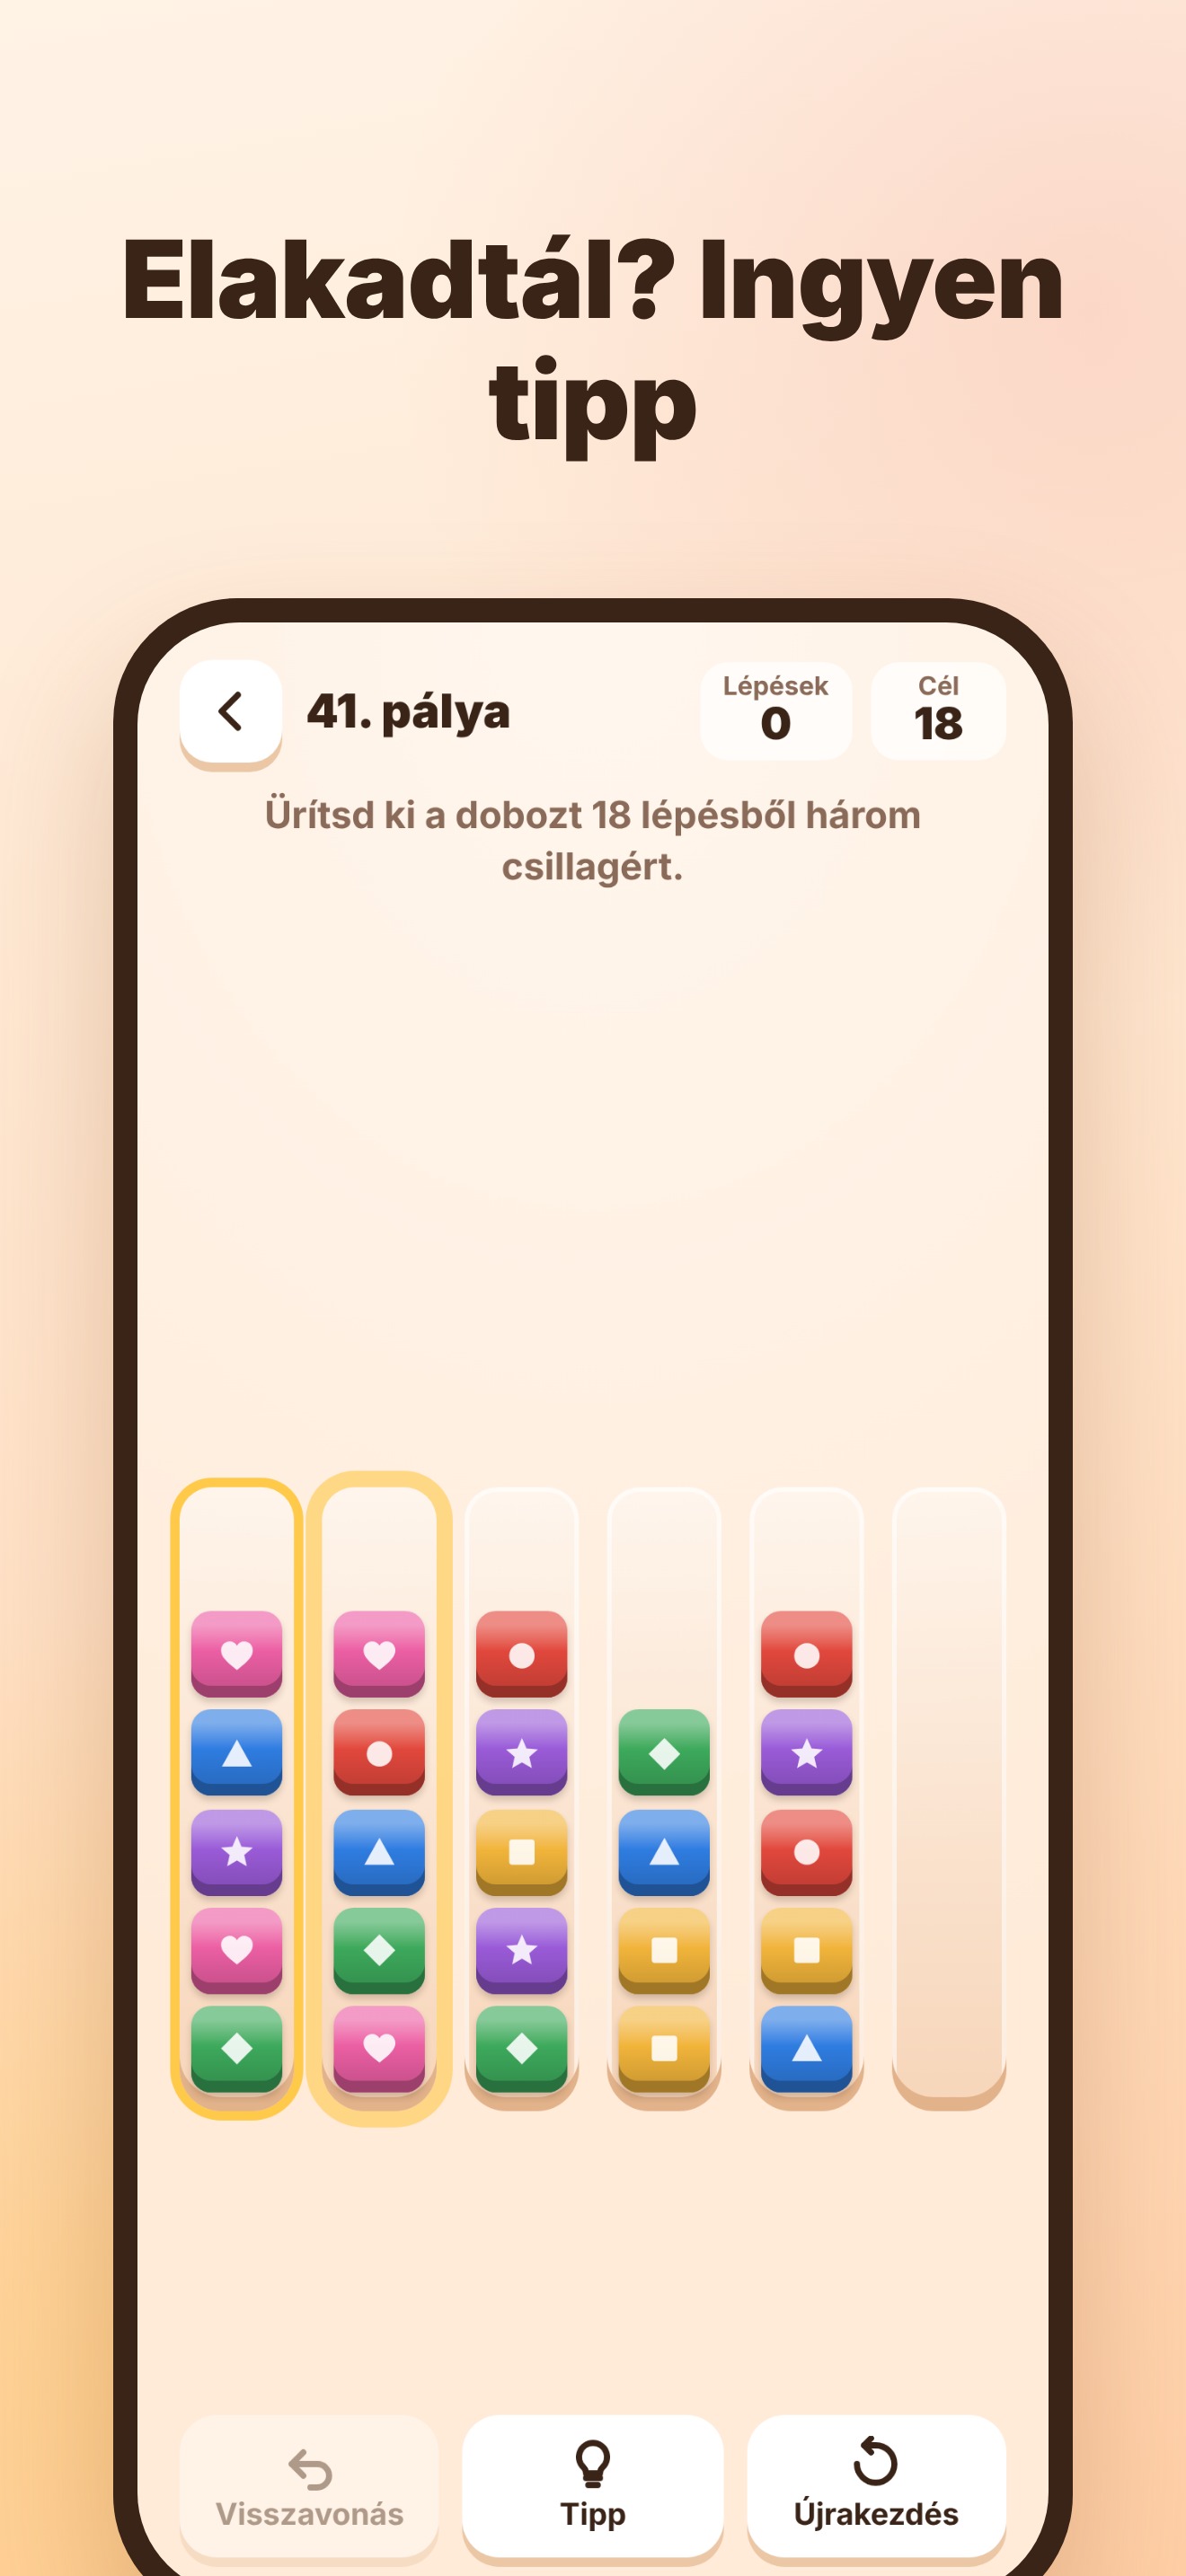 Elakadtál? Ingyen
tipp
41. pálya
Lépések
0
Cél
18
Ürítsd ki a dobozt 18 lépésből három
csillagért.
Visszavonás
Tipp
Újrakezdés